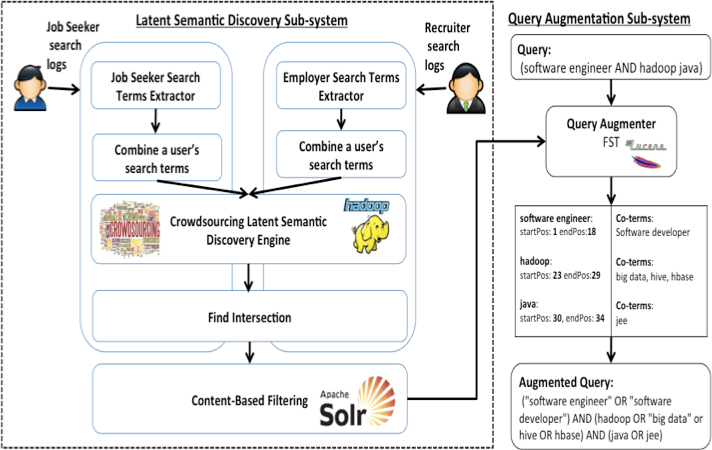 Latent Semantic Discovery Sub-system
Job Seeker
search
logs
Recruiter
search
logs
Job Seeker Search
Terms Extractor
Employer Search Terms
Extractor
Combine a user's
search terms
Combine a user's
search terms
CROWDSOURCING
Crowdsourcing Latent Semantic
Discovery Engine
hadoop
Find Intersection
Content-Based Filtering
Apache
Solr
Query Augmentation Sub-system
Query:
(software engineer AND hadoop java)
Query Augmenter
FST
Lucene
software engineer:
startPos: 1 endPos:18
Co-terms:
Software developer
hadoop:
startPos: 23 endPos:29
Co-terms:
big data, hive, hbase
java:
startPos: 30, endPos: 34
Co-terms:
jee
Augmented Query:
("software engineer" OR "software
developer") AND (hadoop OR "big data" or
hive OR hbase) AND (java OR jee)